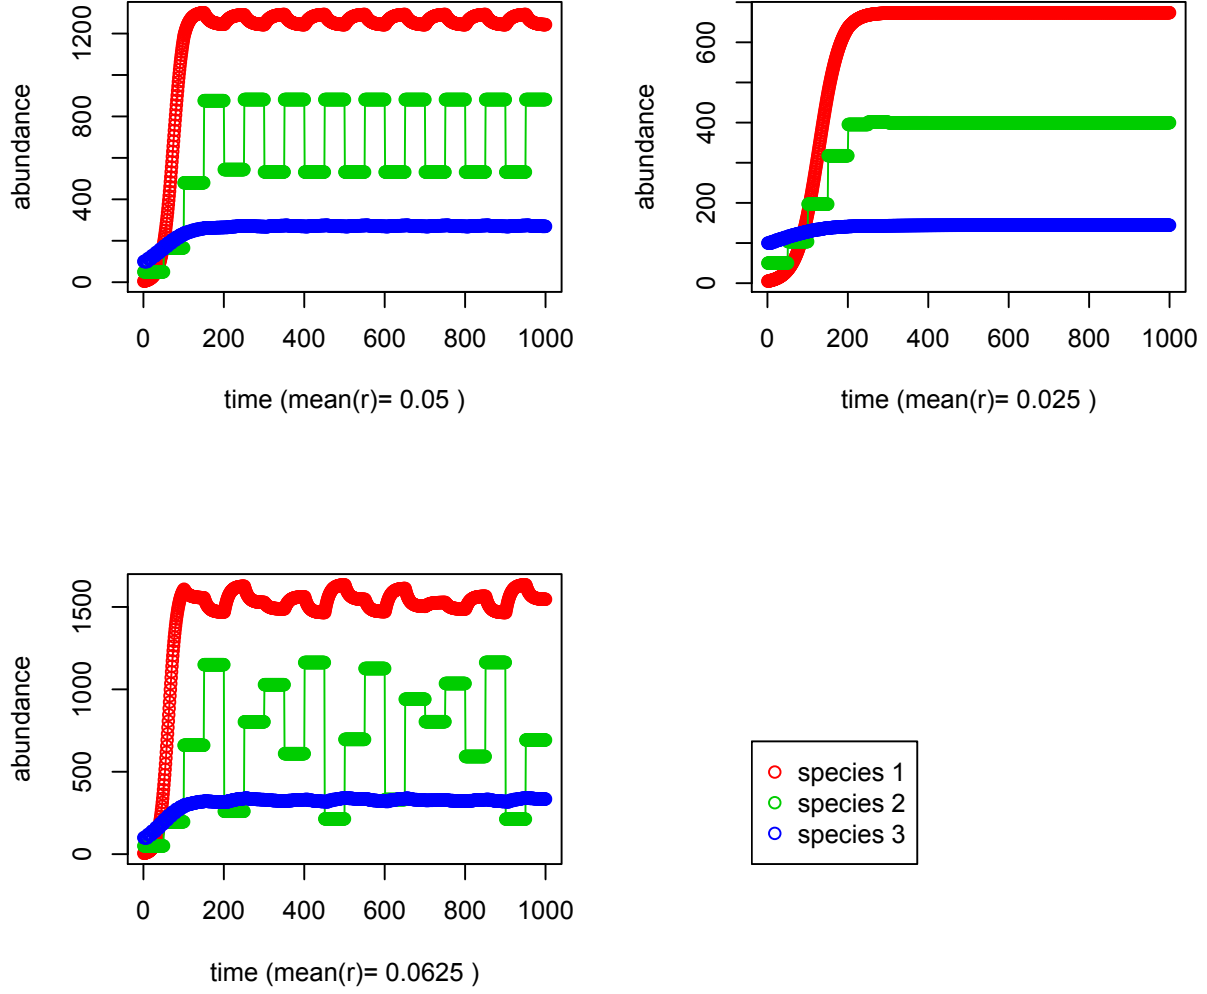 abundance
0 400 800 1200
0 200 400 600 800 1000
time (mean(r)= 0.05 )
abundance
0 200 400 600
0 200 400 600 800 1000
time (mean(r)= 0.025 )
abundance
0 500 1000 1500
0 200 400 600 800 1000
time (mean(r)= 0.0625 )
species 1
species 2
species 3